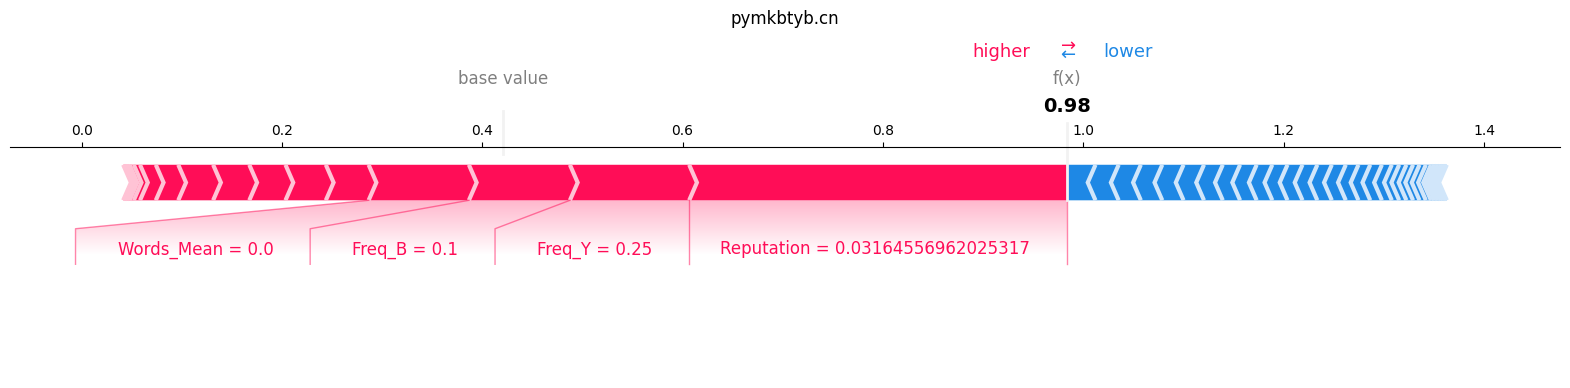 pymkbtyb.cn
higher → ← lower
base value f(x)
0.98
0.0 0.2 0.4 0.6 0.8 1.0 1.2 1.4
Words_Mean = 0.0 Freq_B = 0.1 Freq_Y = 0.25 Reputation = 0.03164556962025317